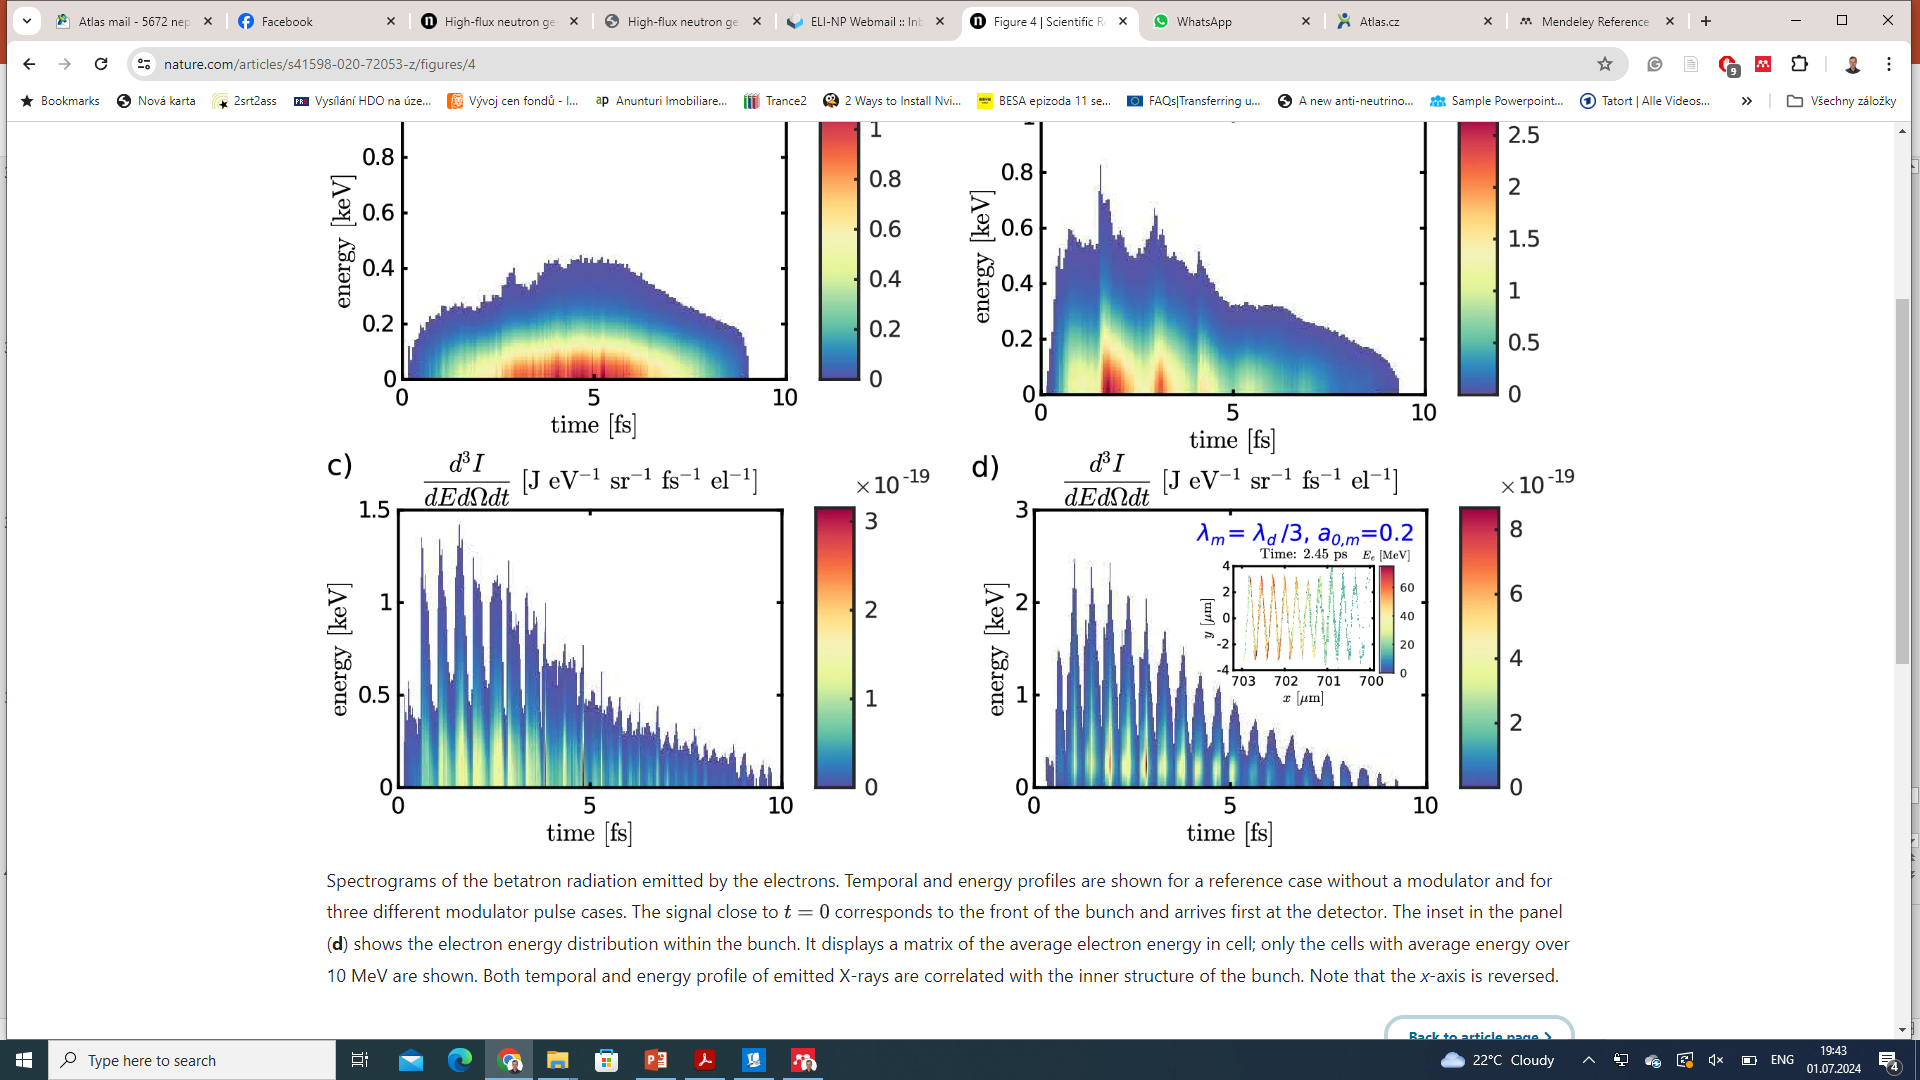 Atlas mail - 5672 nep
Facebook
High-flux neutron ge
High-flux neutron ge
ELI-NP Webmail :: Inb
Figure 4 | Scientific R
WhatsApp
Atlas.cz
Mendeley Reference
nature.com/articles/s41598-020-72053-z/figures/4
9
Bookmarks
Nová karta
2srt2ass
Vysílání HDO na úze...
Vývoj cen fondů - I...
Anunturi Imobiliare...
Trance2
2 Ways to Install Nvi...
BESA epizoda 11 se...
FAQs|Transferring u...
A new anti-neutrino...
Sample Powerpoint...
Tatort | Alle Videos...
»
Všechny záložky
0.8
0.6
0.4
0.2
0
energy [keV]
0 5 10
time [fs]
1
0.8
0.6
0.4
0.2
0
1
0.8
0.6
0.4
0.2
0
energy [keV]
0 5 10
time [fs]
2.5
2
1.5
1
0.5
0
c)
d³I
dEdΩdt
[J eV⁻¹ sr⁻¹ fs⁻¹ el⁻¹]
×10⁻¹⁹
1.5
1
0.5
0
energy [keV]
0 5 10
time [fs]
3
2
1
0
d)
d³I
dEdΩdt
[J eV⁻¹ sr⁻¹ fs⁻¹ el⁻¹]
×10⁻¹⁹
3
2
1
0
energy [keV]
λm = λd /3, a0,m=0.2
Time: 2.45 ps
Ee [MeV]
4
2
0
-2
-4
y [μm]
703 702 701 700
x [μm]
60
40
20
0
0 5 10
time [fs]
8
6
4
2
0
Spectrograms of the betatron radiation emitted by the electrons. Temporal and energy profiles are shown for a reference case without a modulator and for
three different modulator pulse cases. The signal close to t = 0 corresponds to the front of the bunch and arrives first at the detector. The inset in the panel
(d) shows the electron energy distribution within the bunch. It displays a matrix of the average electron energy in cell; only the cells with average energy over
10 MeV are shown. Both temporal and energy profile of emitted X-rays are correlated with the inner structure of the bunch. Note that the x-axis is reversed.
Back to article page
Type here to search
22°C Cloudy
ENG
19:43
01.07.2024
4